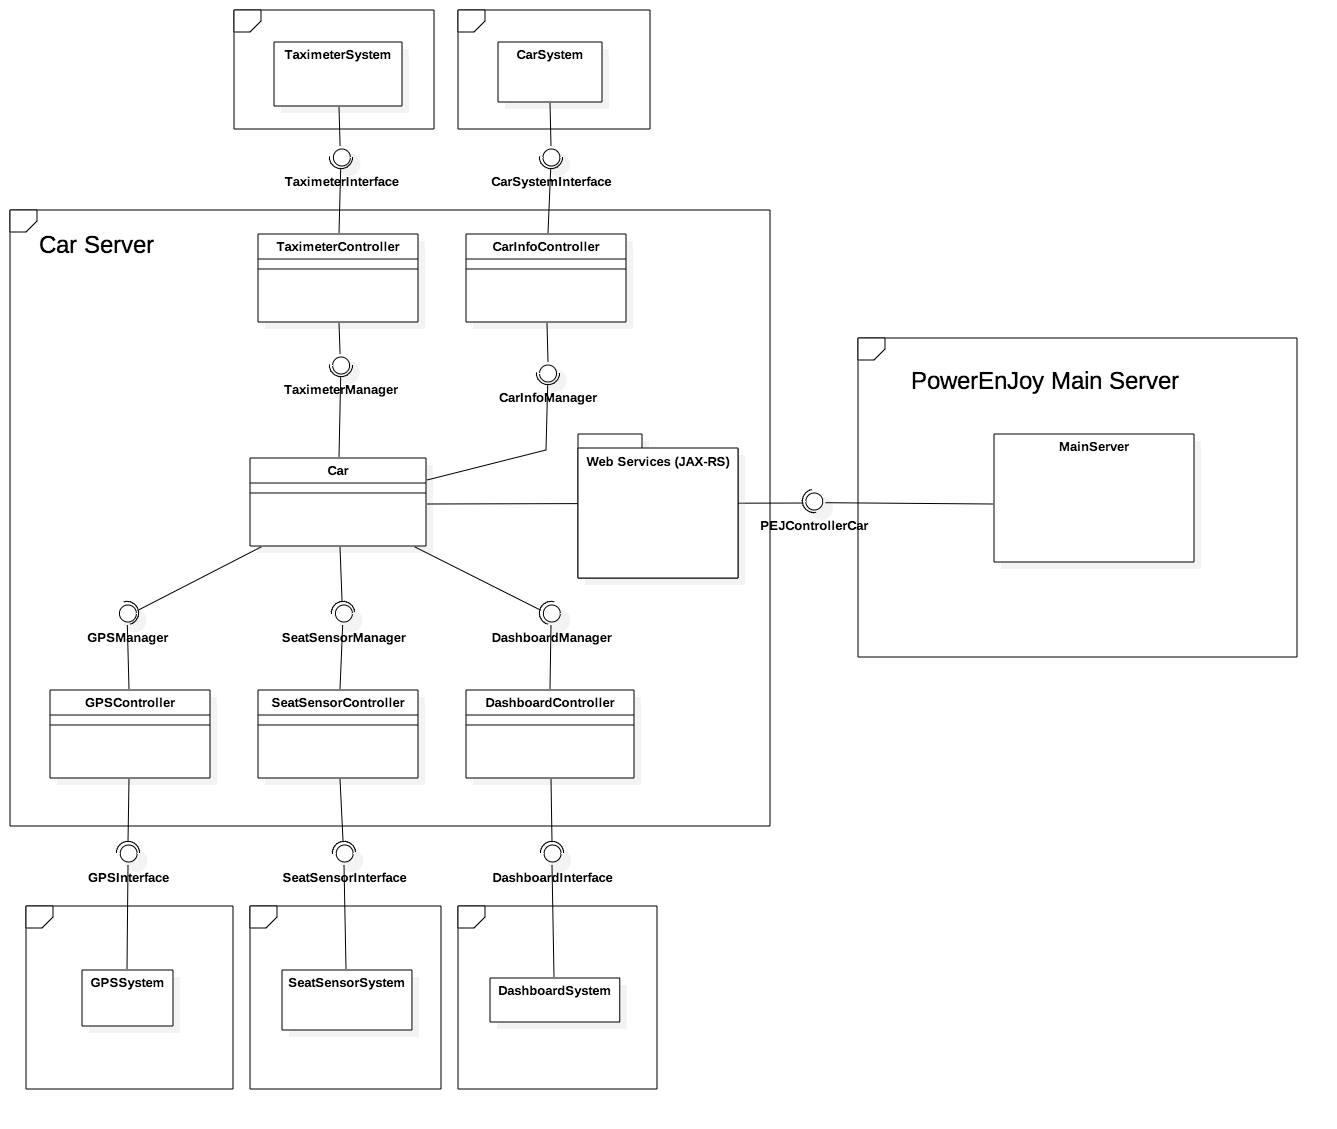 TaximeterSystem
CarSystem
TaximeterInterface
CarSystemInterface
Car Server
TaximeterController
CarInfoController
TaximeterManager
CarInfoManager
PowerEnJoy Main Server
MainServer
Car
Web Services (JAX-RS)
PEJControllerCar
GPSManager
SeatSensorManager
DashboardManager
GPSController
SeatSensorController
DashboardController
GPSInterface
SeatSensorInterface
DashboardInterface
GPSSystem
SeatSensorSystem
DashboardSystem